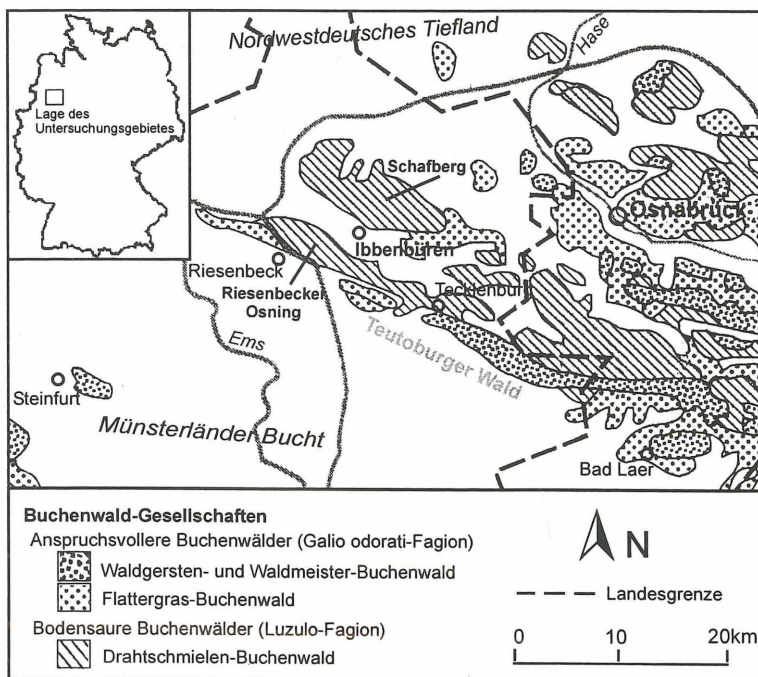 Nordwestdeutsches Tiefland
Hase
Lage des
Untersuchungsgebietes
Schafberg
Osnabrück
Ibbenbüren
Riesenbeck
Riesenbecker
Osning
Tecklenburg
Ems
Teutoburger Wald
Steinfurt
Münsterländer Bucht
Bad Laer
Buchenwald-Gesellschaften
Anspruchsvollere Buchenwälder (Galio odorati-Fagion)
Waldgersten- und Waldmeister-Buchenwald
Flattergras-Buchenwald
Bodensaure Buchenwälder (Luzulo-Fagion)
Drahtschmielen-Buchenwald
N
Landesgrenze
0 10 20km